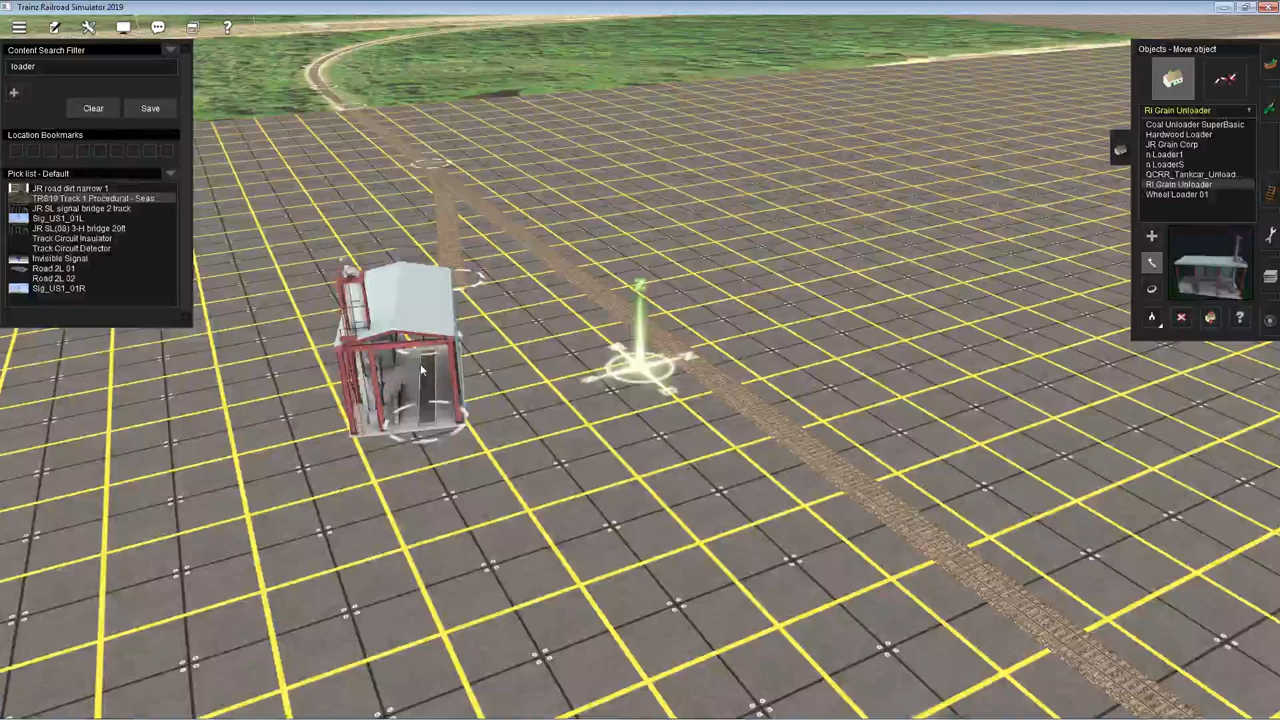 Trainz Railroad Simulator 2019
Content Search Filter
loader
Clear
Save
Location Bookmarks
Pick list - Default
JR road dirt narrow 1
TRS19 Track 1 Procedural - Seas...
JR SL signal bridge 2 track
Sig_US1_01L
JR SL(08) 3-H bridge 20ft
Track Circuit Insulator
Track Circuit Detector
Invisible Signal
Road 2L 01
Road 2L 02
Sig_US1_01R
Objects - Move object
RI Grain Unloader
Coal Unloader SuperBasic
Hardwood Loader
JR Grain Corp
n Loader1
n LoaderS
QCRR_Tankcar_Unload...
RI Grain Unloader
Wheel Loader 01